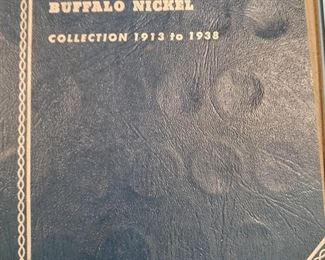 BUFFALO NICKEL
COLLECTION 1913 to 1938